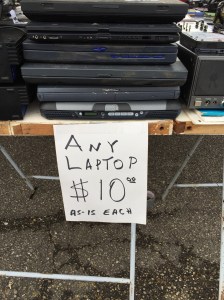 ANY
LAPTOP
$10.00
AS-IS EACH